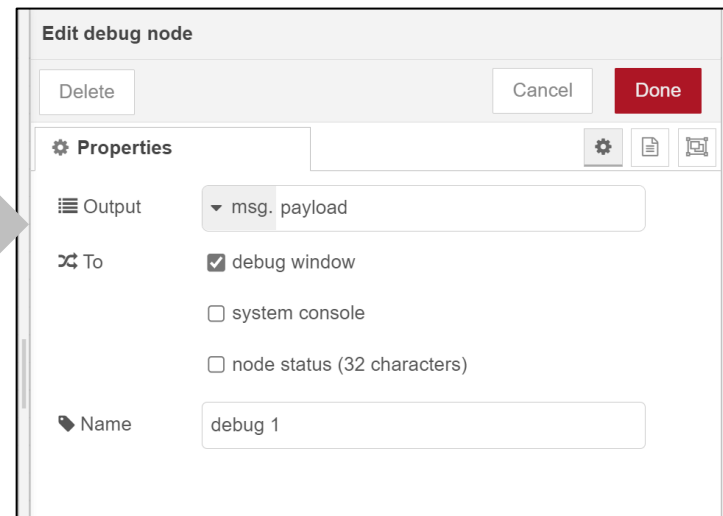 Edit debug node
Delete Cancel Done
Properties
Output msg. payload
To debug window
system console
node status (32 characters)
Name debug 1